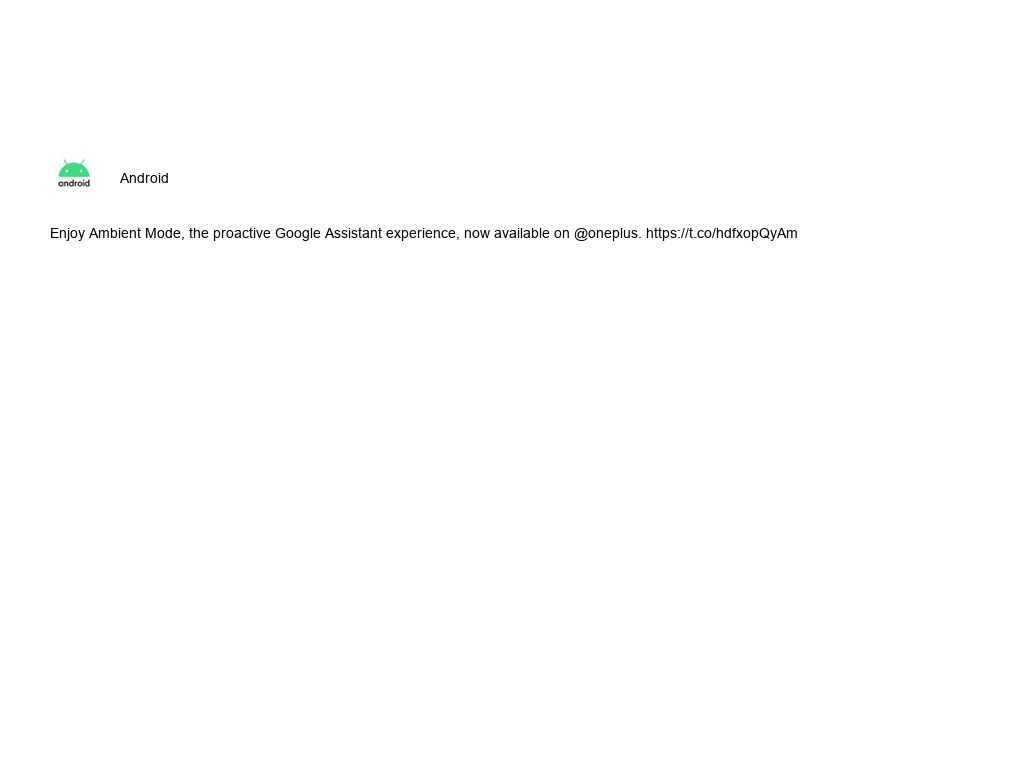 android
Android
Enjoy Ambient Mode, the proactive Google Assistant experience, now available on @oneplus. https://t.co/hdfxopQyAm